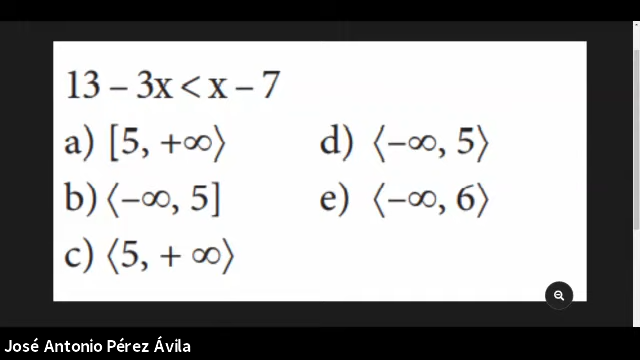 13 – 3x < x – 7
a) [5, +∞⟩
b) ⟨–∞, 5]
c) ⟨5, + ∞⟩
d) ⟨–∞, 5⟩
e) ⟨–∞, 6⟩
José Antonio Pérez Ávila